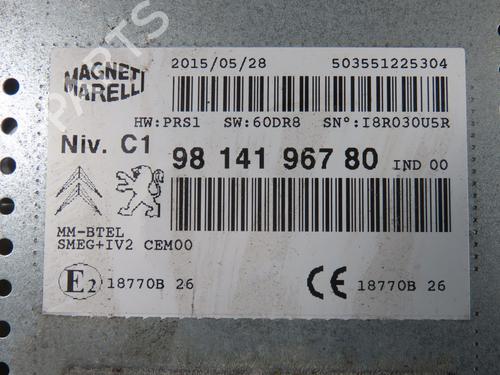 MAGNETI
MARELLI
2015/05/28 503551225304
HW:PRS1 SW:60DR8 SN°:I8R030U5R
Niv. C1 98 141 967 80 IND 00
MM-BTEL
SMEG+IV2 CEM00
E2 18770B 26 CE 18770B 26
PARTS